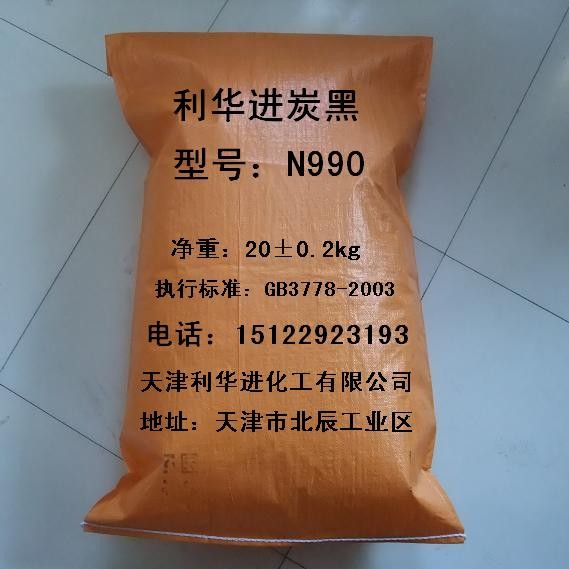 利华进炭黑
型号：N990
净重：20±0.2kg
执行标准：GB3778-2003
电话：15122923193
天津利华进化工有限公司
地址：天津市北辰工业区